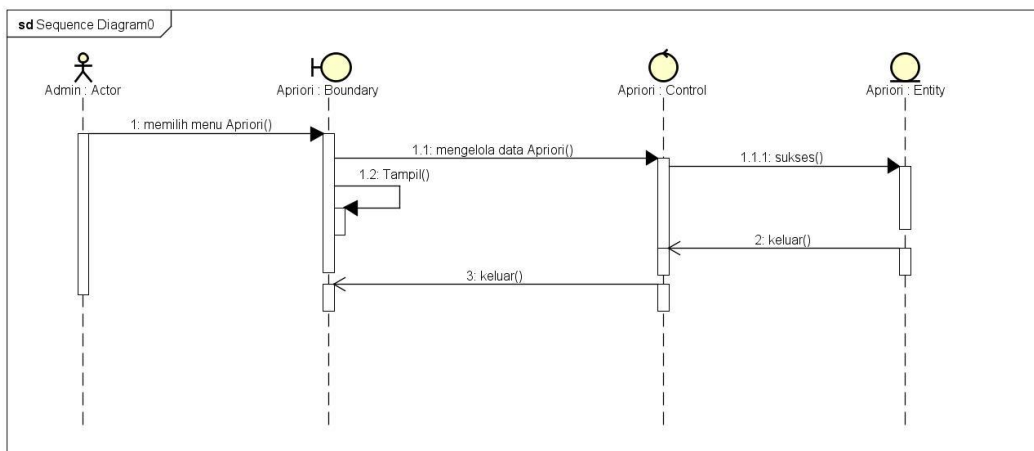 sd Sequence Diagram0
Admin : Actor
Apriori : Boundary
Apriori : Control
Apriori : Entity
1: memilih menu Apriori()
1.1: mengelola data Apriori()
1.1.1: sukses()
1.2: Tampil()
2: keluar()
3: keluar()